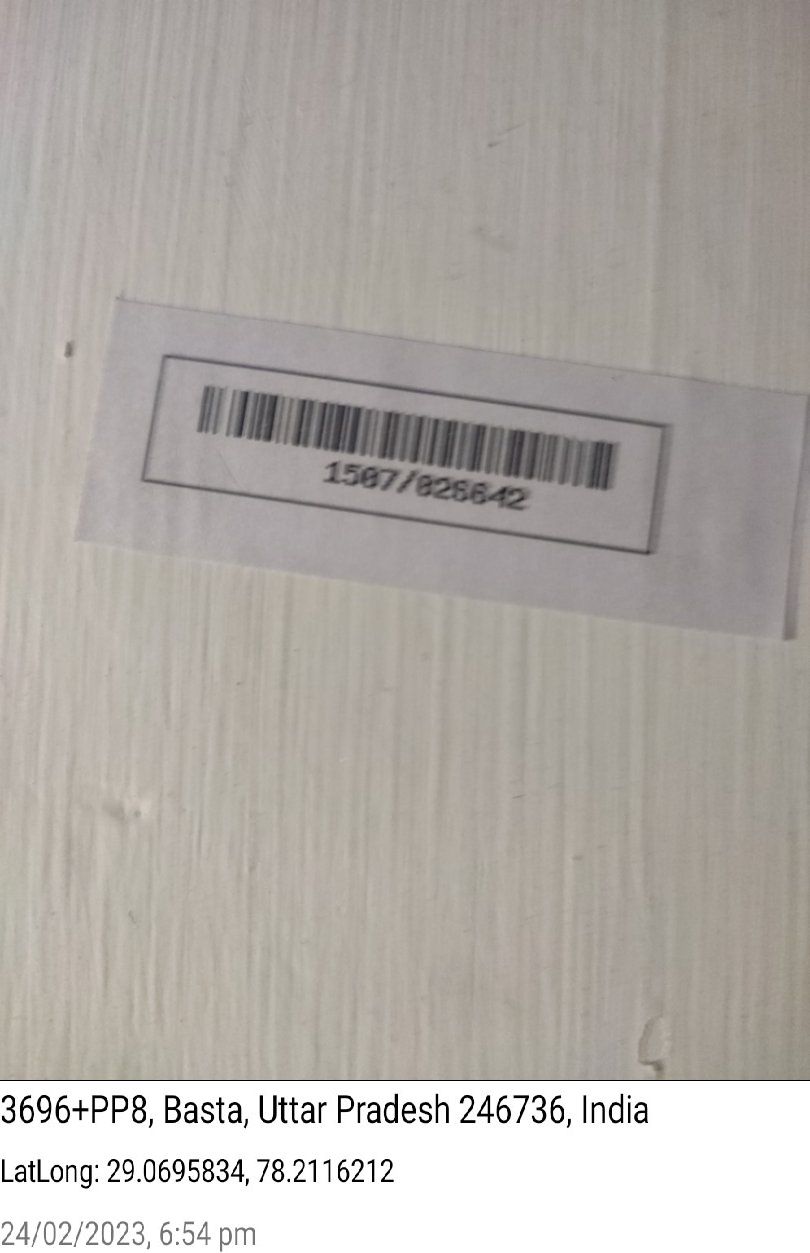 1507/026642
3696+PP8, Basta, Uttar Pradesh 246736, India
LatLong: 29.0695834, 78.2116212
24/02/2023, 6:54 pm